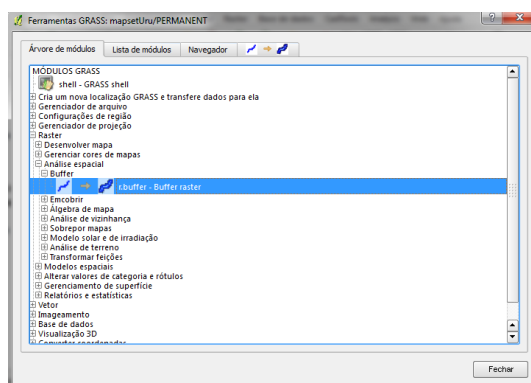 Ferramentas GRASS: mapsetUru/PERMANENT
Árvore de módulos Lista de módulos Navegador
MÓDULOS GRASS
shell - GRASS shell
Cria um nova localização GRASS e transfere dados para ela
Gerenciador de arquivo
Configurações de região
Gerenciador de projeção
Raster
Desenvolver mapa
Gerenciar cores de mapas
Análise espacial
Buffer
r.buffer - Buffer raster
Emcobrir
Álgebra de mapa
Análise de vizinhança
Sobrepor mapas
Modelo solar e de irradiação
Análise de terreno
Transformar feições
Modelos espaciais
Alterar valores de categoria e rótulos
Gerenciamento de superfície
Relatórios e estatísticas
Vetor
Imageamento
Base de dados
Visualização 3D
Converter coordenadas
Fechar